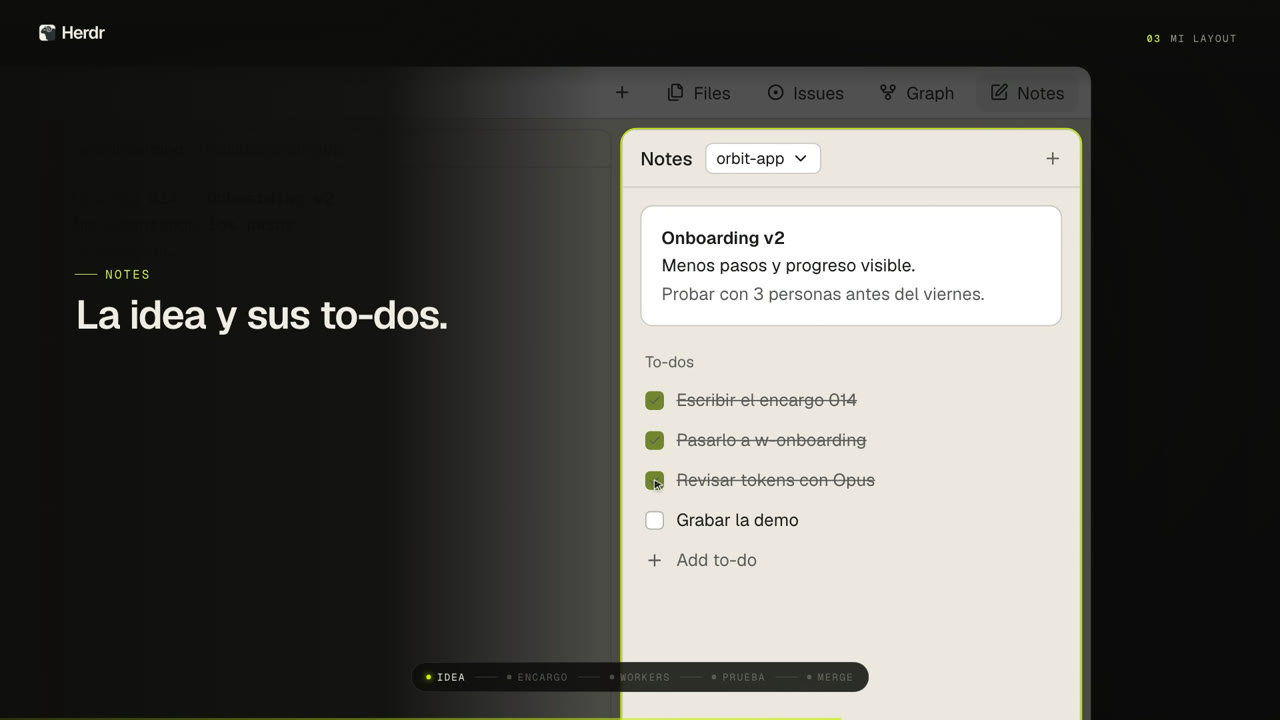 Herdr
03 MI LAYOUT
Files
Issues
Graph
Notes
Notes
orbit-app
Onboarding v2
Menos pasos y progreso visible.
Probar con 3 personas antes del viernes.
NOTES
La idea y sus to-dos.
To-dos
Escribir el encargo 014
Pasarlo a w-onboarding
Revisar tokens con Opus
Grabar la demo
Add to-do
IDEA
ENCARGO
WORKERS
PRUEBA
MERGE